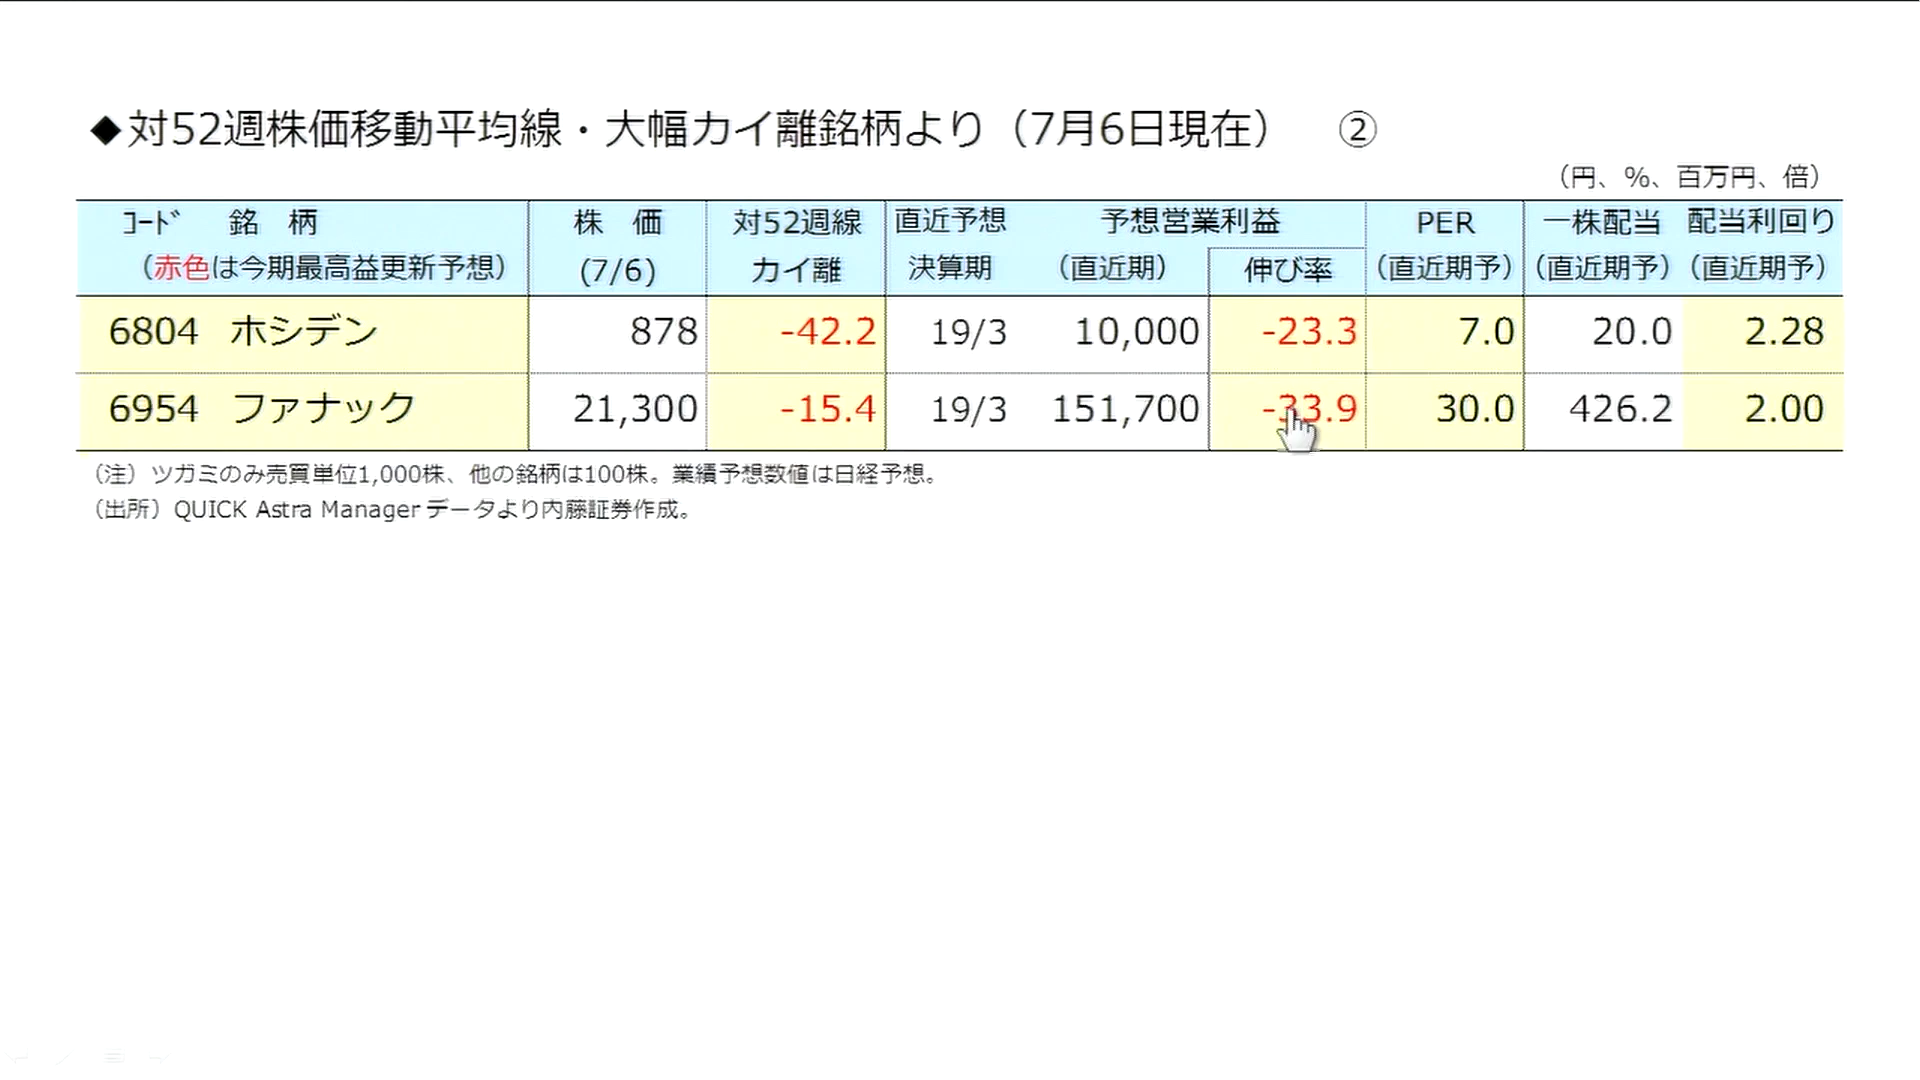 ◆対52週株価移動平均線・大幅カイ離銘柄より（7月6日現在）　②
（円、%、百万円、倍）
ｺｰﾄﾞ　銘　柄　株　価　対52週線　直近予想　予想営業利益　PER　一株配当　配当利回り
（赤色は今期最高益更新予想）　(7/6)　カイ離　決算期　（直近期）　伸び率　（直近期予）　（直近期予）　（直近期予）
6804　ホシデン　878　-42.2　19/3　10,000　-23.3　7.0　20.0　2.28
6954　ファナック　21,300　-15.4　19/3　151,700　-33.9　30.0　426.2　2.00
（注）ツガミのみ売買単位1,000株、他の銘柄は100株。業績予想数値は日経予想。
（出所）QUICK Astra Manager データより内藤証券作成。